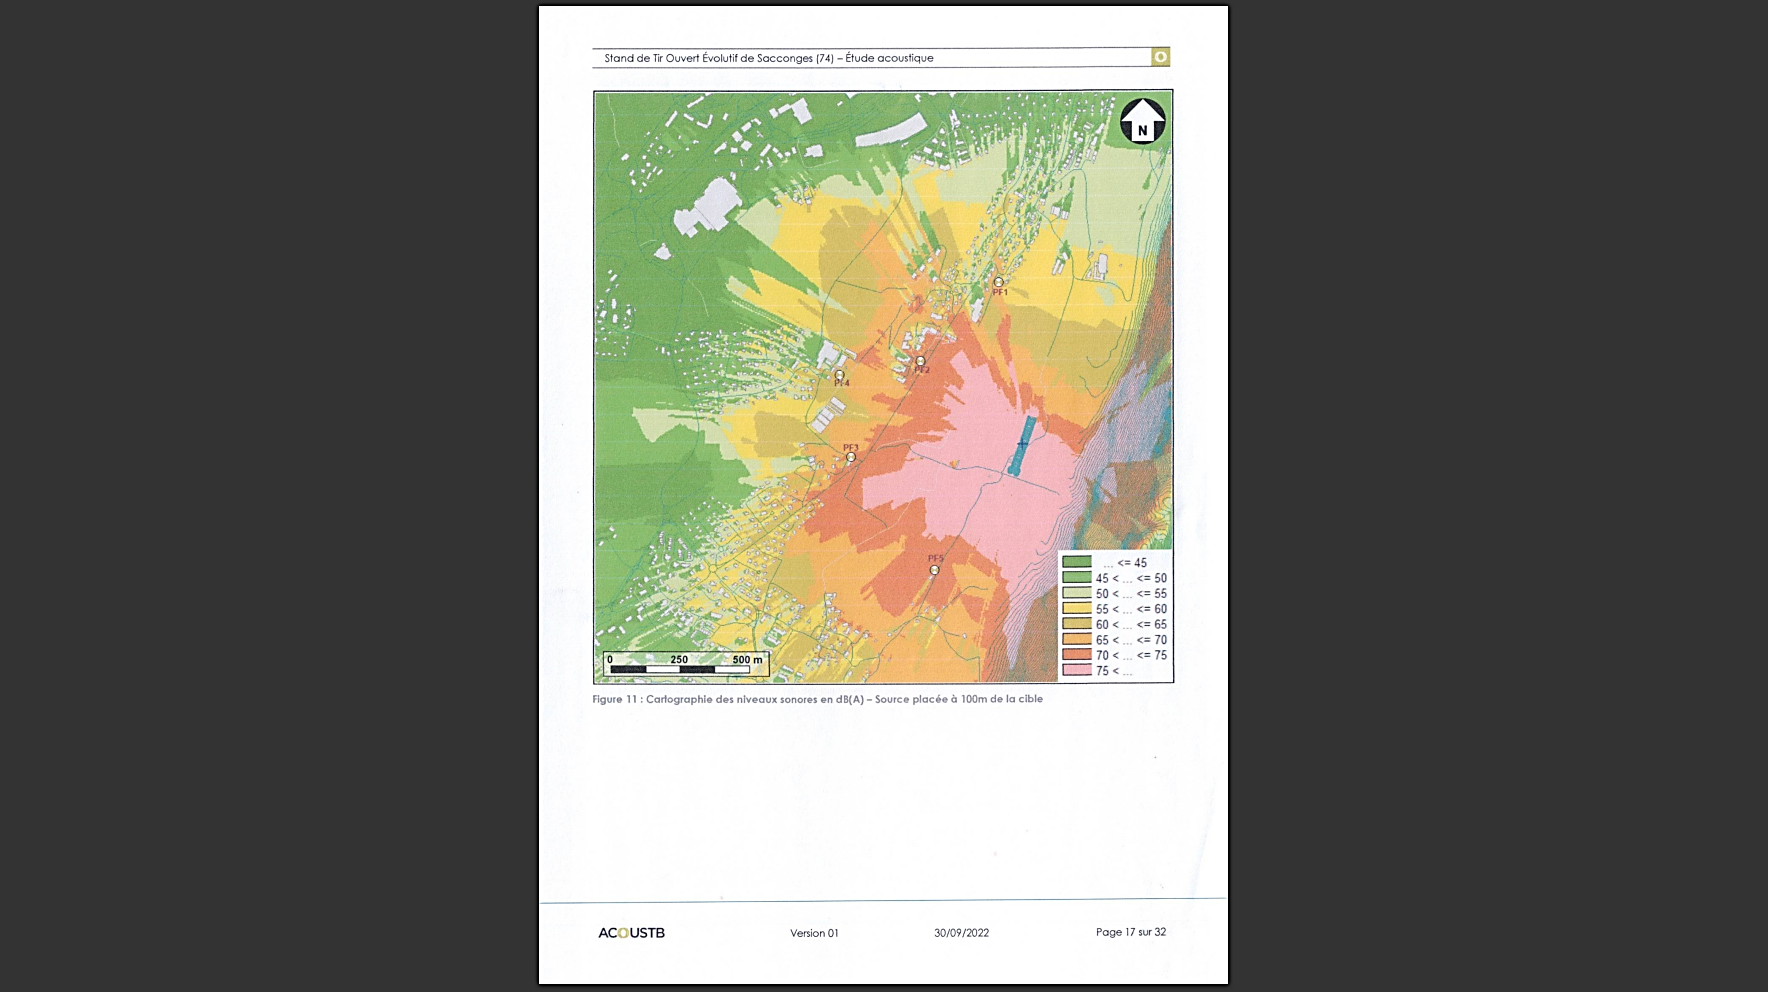 Stand de Tir Ouvert Évolutif de Sacconges (74) – Étude acoustique
N
PF1
PF2
PF4
PF3
PF5
... <= 45
45 < ... <= 50
50 < ... <= 55
55 < ... <= 60
60 < ... <= 65
65 < ... <= 70
70 < ... <= 75
75 < ...
0 250 500 m
Figure 11 : Cartographie des niveaux sonores en dB(A) – Source placée à 100m de la cible
ACOUSTB Version 01 30/09/2022 Page 17 sur 32